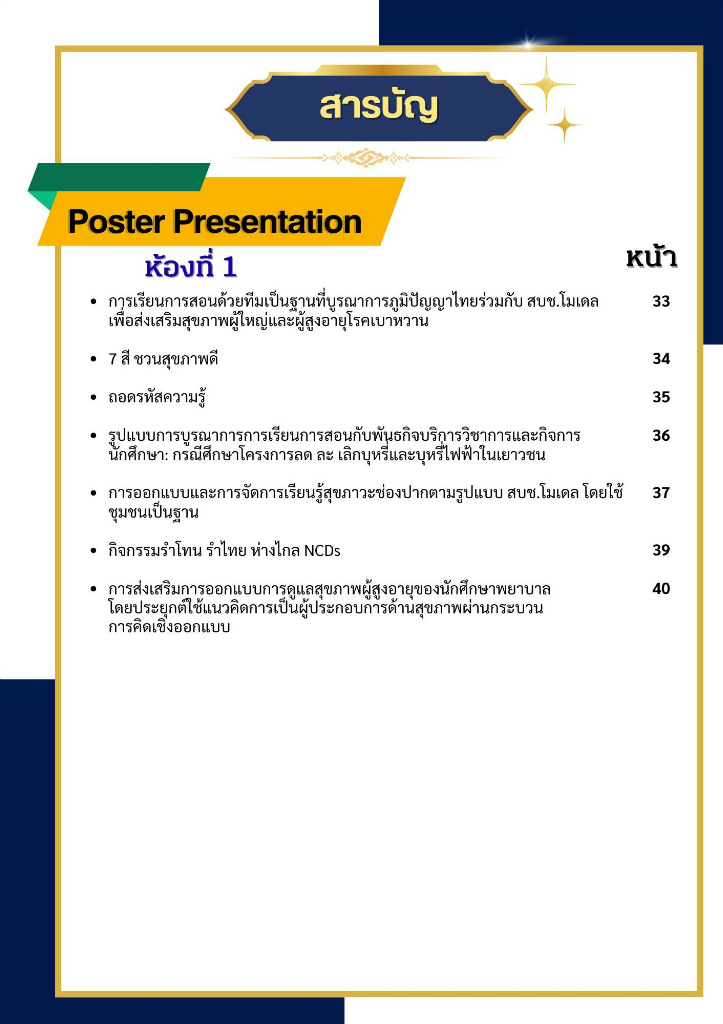 สารบัญ
Poster Presentation
ห้องที่ 1
หน้า
• การเรียนการสอนด้วยทีมเป็นฐานที่บูรณาการภูมิปัญญาไทยร่วมกับ สบช.โมเดล 33
เพื่อส่งเสริมสุขภาพผู้ใหญ่และผู้สูงอายุโรคเบาหวาน
• 7 สี ชวนสุขภาพดี 34
• ถอดรหัสความรู้ 35
• รูปแบบการบูรณาการการเรียนการสอนกับพันธกิจบริการวิชาการและกิจการ 36
นักศึกษา: กรณีศึกษาโครงการลด ละ เลิกบุหรี่และบุหรี่ไฟฟ้าในเยาวชน
• การออกแบบและการจัดการเรียนรู้สุขภาวะช่องปากตามรูปแบบ สบช.โมเดล โดยใช้ 37
ชุมชนเป็นฐาน
• กิจกรรมรำโทน รำไทย ห่างไกล NCDs 39
• การส่งเสริมการออกแบบการดูแลสุขภาพผู้สูงอายุของนักศึกษาพยาบาล 40
โดยประยุกต์ใช้แนวคิดการเป็นผู้ประกอบการด้านสุขภาพผ่านกระบวน
การคิดเชิงออกแบบ